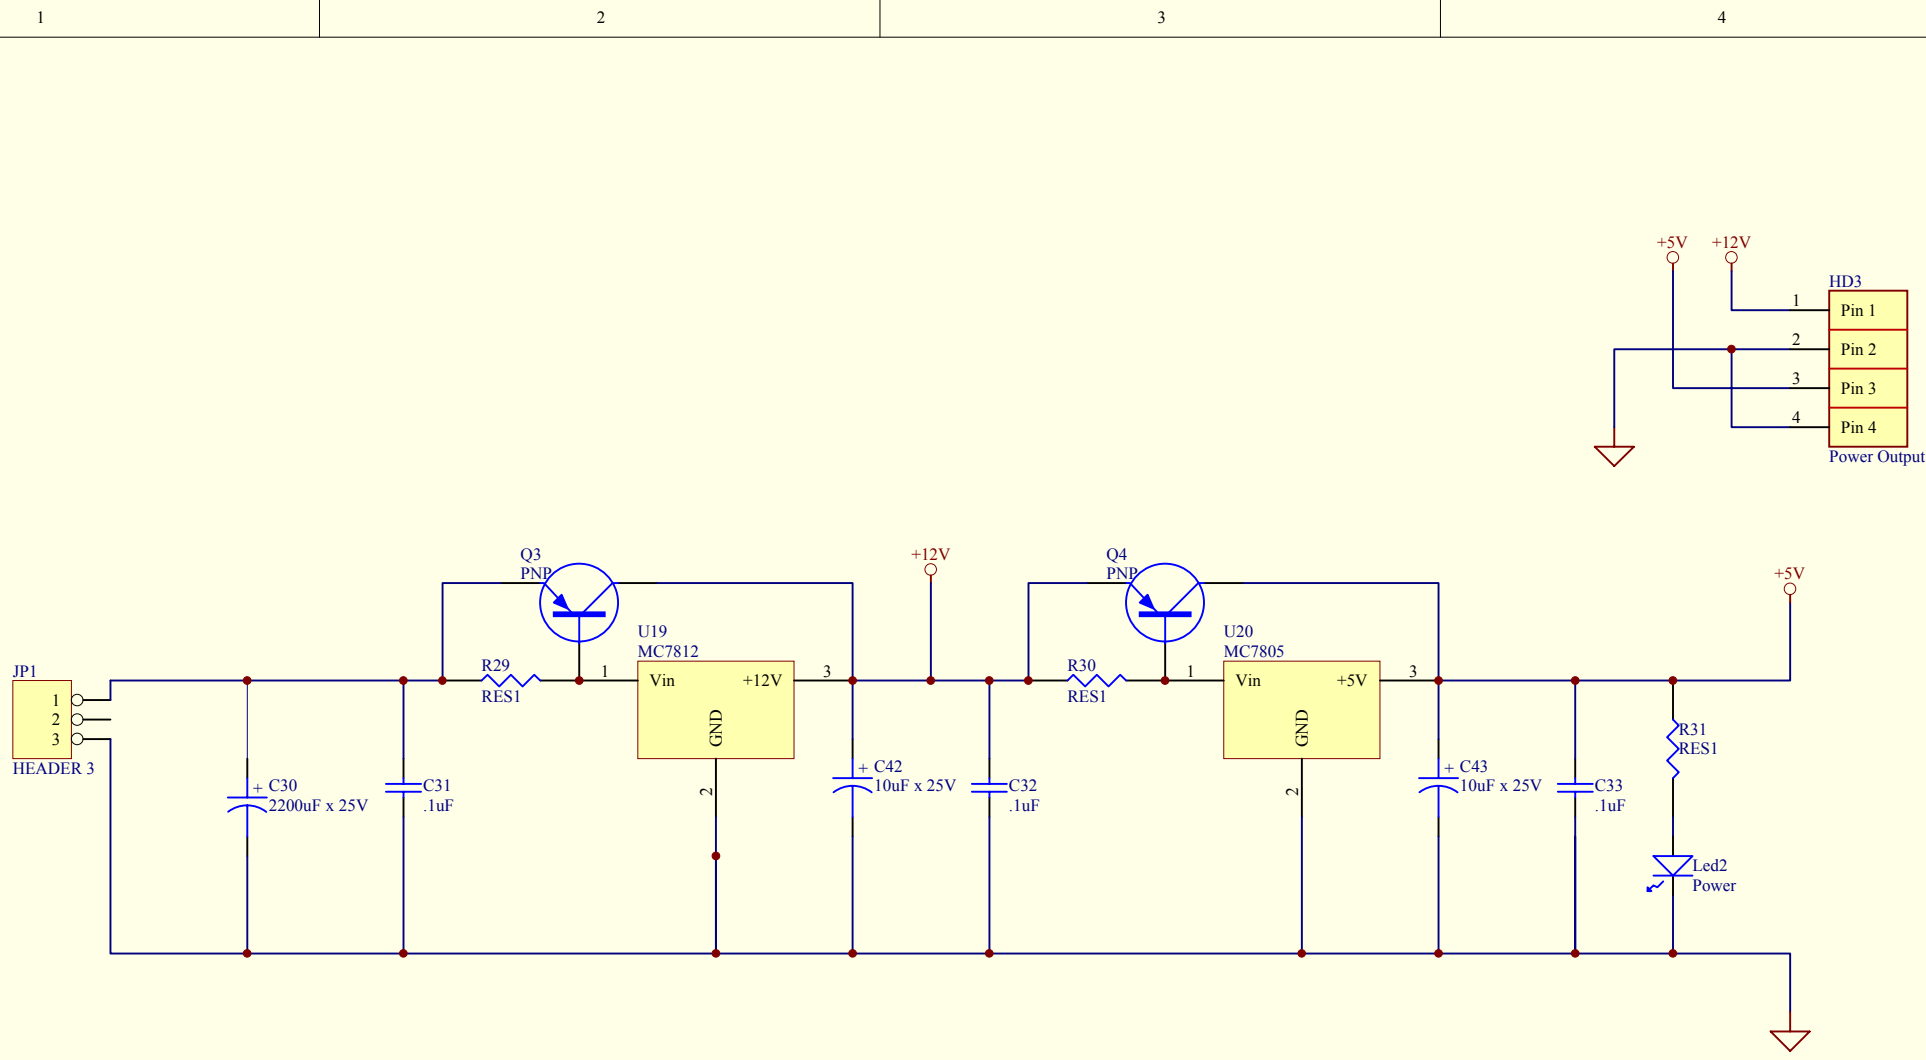 1
2
3
4
+5V
+12V
HD3
1
Pin 1
2
Pin 2
3
Pin 3
4
Pin 4
Power Output
Q3
PNP
+12V
Q4
PNP
+5V
U19
MC7812
U20
MC7805
JP1
1
2
3
HEADER 3
R29
RES1
1
Vin
+12V
GND
3
2
R30
RES1
1
Vin
+5V
GND
3
2
R31
RES1
+ C30
2200uF x 25V
C31
.1uF
+ C42
10uF x 25V
C32
.1uF
+ C43
10uF x 25V
C33
.1uF
Led2
Power